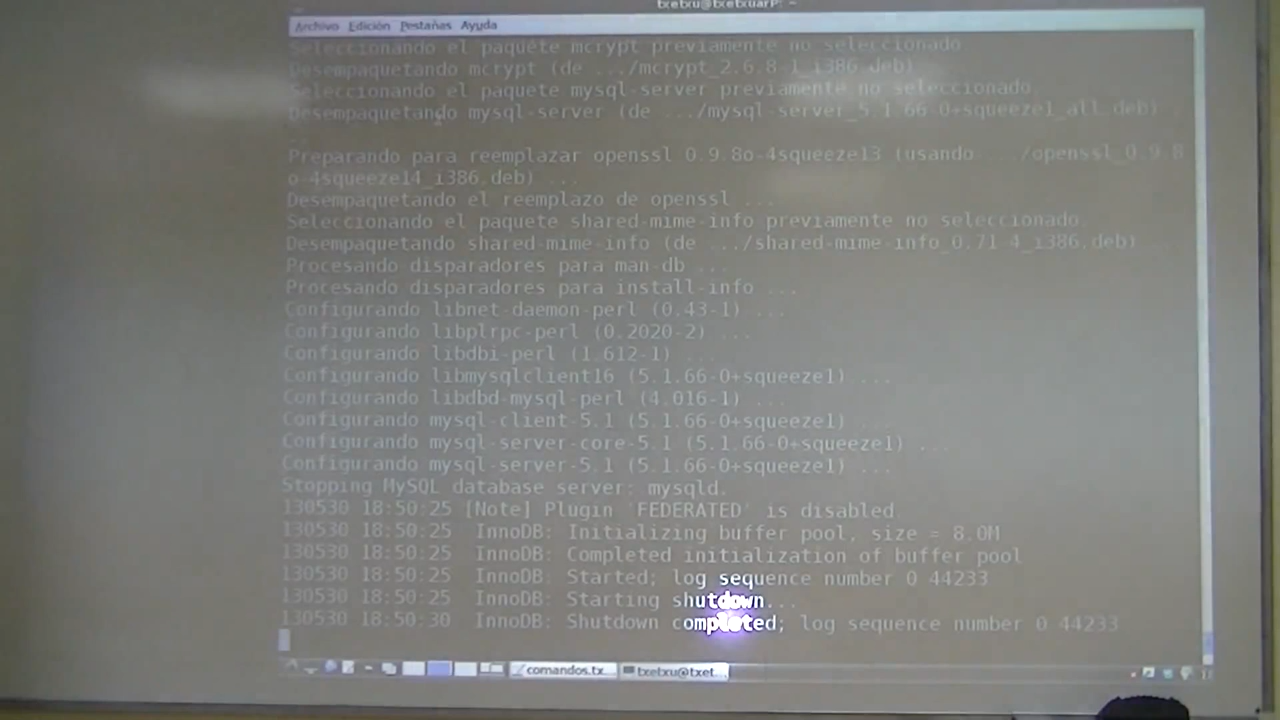 txetxu@txetxuarP: ~
Archivo Edición Pestañas Ayuda
Seleccionando el paquete mcrypt previamente no seleccionado
Desempaquetando mcrypt (de .../mcrypt_2.6.8-1_i386.deb)
Seleccionando el paquete mysql-server previamente no seleccionado
Desempaquetando mysql-server (de .../mysql-server_5.1.66-0+squeeze1_all.deb)
Preparando para reemplazar openssl 0.9.8o-4squeeze13 (usando .../openssl_0.9.8
o-4squeeze14_i386.deb) ...
Desempaquetando el reemplazo de openssl ...
Seleccionando el paquete shared-mime-info previamente no seleccionado.
Desempaquetando shared-mime-info (de .../shared-mime-info_0.71-4_i386.deb)
Procesando disparadores para man-db ...
Procesando disparadores para install-info ...
Configurando libnet-daemon-perl (0.43-1) ...
Configurando libplrpc-perl (0.2020-2) ...
Configurando libdbi-perl (1.612-1) ...
Configurando libmysqlclient16 (5.1.66-0+squeeze1) ...
Configurando libdbd-mysql-perl (4.016-1) ...
Configurando mysql-client-5.1 (5.1.66-0+squeeze1) ...
Configurando mysql-server-core-5.1 (5.1.66-0+squeeze1) ...
Configurando mysql-server-5.1 (5.1.66-0+squeeze1) ...
Stopping MySQL database server: mysqld.
130530 18:50:25 [Note] Plugin 'FEDERATED' is disabled.
130530 18:50:25  InnoDB: Initializing buffer pool, size = 8.0M
130530 18:50:25  InnoDB: Completed initialization of buffer pool
130530 18:50:25  InnoDB: Started; log sequence number 0 44233
130530 18:50:25  InnoDB: Starting shutdown...
130530 18:50:30  InnoDB: Shutdown completed; log sequence number 0 44233
comandos.tx... txetxu@txet...